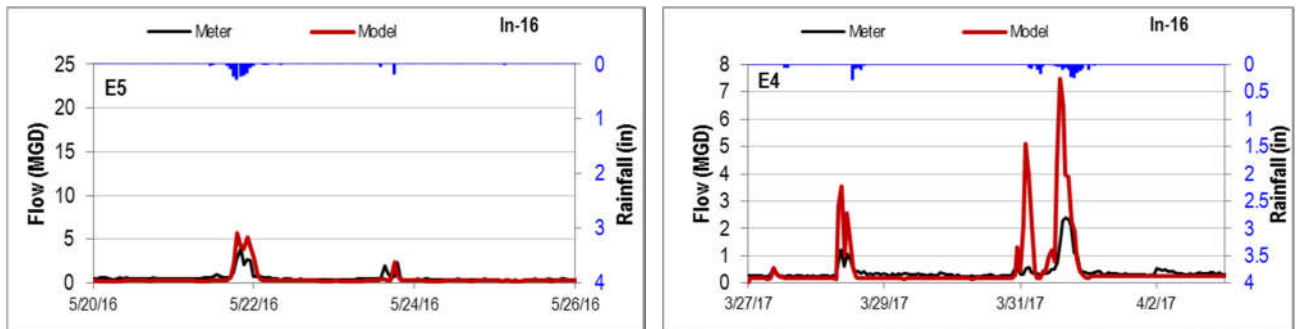 Meter Model In-16
25 0
E5
20 1
15
2
10
3
5
0 4
Flow (MGD)
Rainfall (in)
5/20/16 5/22/16 5/24/16 5/26/16
Meter Model In-16
8 0
E4
7 0.5
6 1
5 1.5
4 2
3 2.5
2 3
1 3.5
0 4
Flow (MGD)
Rainfall (in)
3/27/17 3/29/17 3/31/17 4/2/17